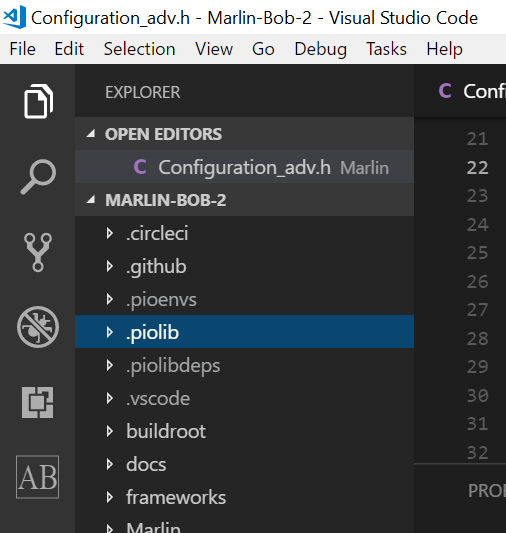 Configuration_adv.h - Marlin-Bob-2 - Visual Studio Code
File Edit Selection View Go Debug Tasks Help
EXPLORER
OPEN EDITORS
C Configuration_adv.h Marlin
MARLIN-BOB-2
.circleci
.github
.pioenvs
.piolib
.piolibdeps
.vscode
buildroot
docs
frameworks
Marlin
AB
C Confi
21
22
23
24
25
26
27
28
29
30
31
32
PRO